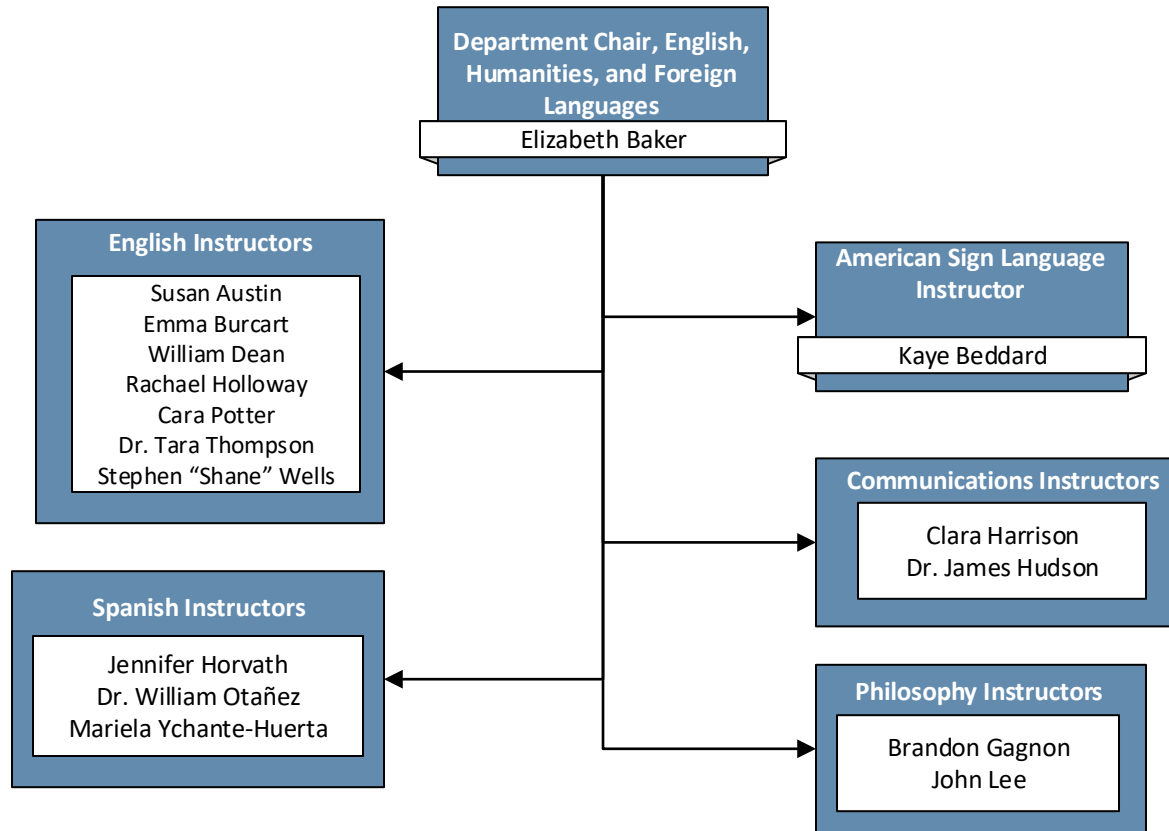 Department Chair, English,
Humanities, and Foreign
Languages
Elizabeth Baker
English Instructors
Susan Austin
Emma Burcart
William Dean
Rachael Holloway
Cara Potter
Dr. Tara Thompson
Stephen “Shane” Wells
American Sign Language
Instructor
Kaye Beddard
Communications Instructors
Clara Harrison
Dr. James Hudson
Spanish Instructors
Jennifer Horvath
Dr. William Otañez
Mariela Ychante-Huerta
Philosophy Instructors
Brandon Gagnon
John Lee